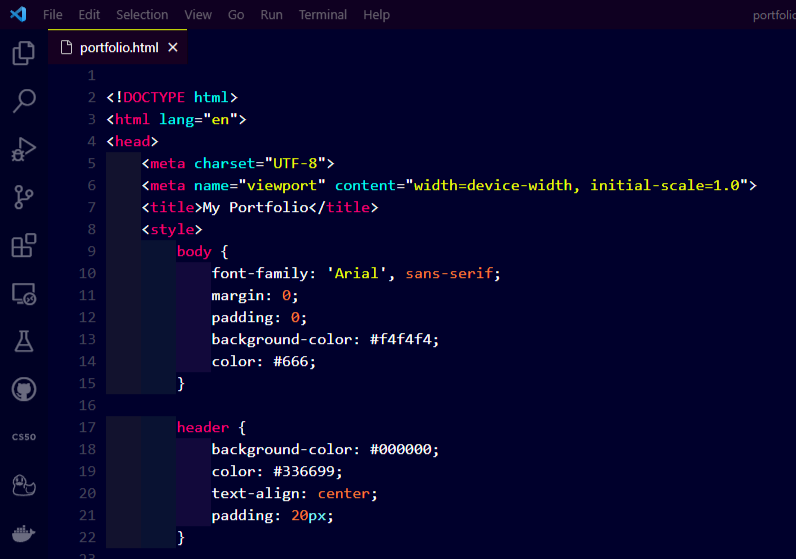 File Edit Selection View Go Run Terminal Help portfolio
portfolio.html
1
2 <!DOCTYPE html>
3 <html lang="en">
4 <head>
5 <meta charset="UTF-8">
6 <meta name="viewport" content="width=device-width, initial-scale=1.0">
7 <title>My Portfolio</title>
8 <style>
9 body {
10 font-family: 'Arial', sans-serif;
11 margin: 0;
12 padding: 0;
13 background-color: #f4f4f4;
14 color: #666;
15 }
16
17 header {
18 background-color: #000000;
19 color: #336699;
20 text-align: center;
21 padding: 20px;
22 }
23
CS50